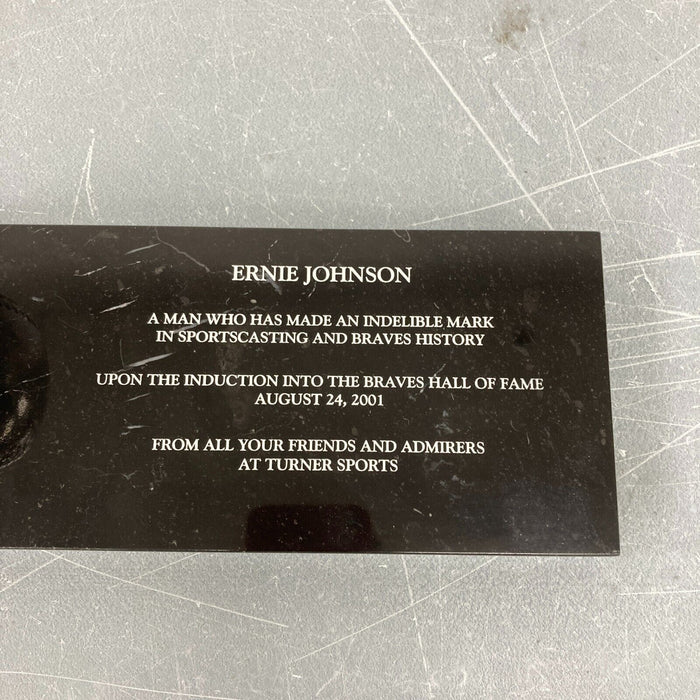 ERNIE JOHNSON
A MAN WHO HAS MADE AN INDELIBLE MARK
IN SPORTSCASTING AND BRAVES HISTORY
UPON THE INDUCTION INTO THE BRAVES HALL OF FAME
AUGUST 24, 2001
FROM ALL YOUR FRIENDS AND ADMIRERS
AT TURNER SPORTS